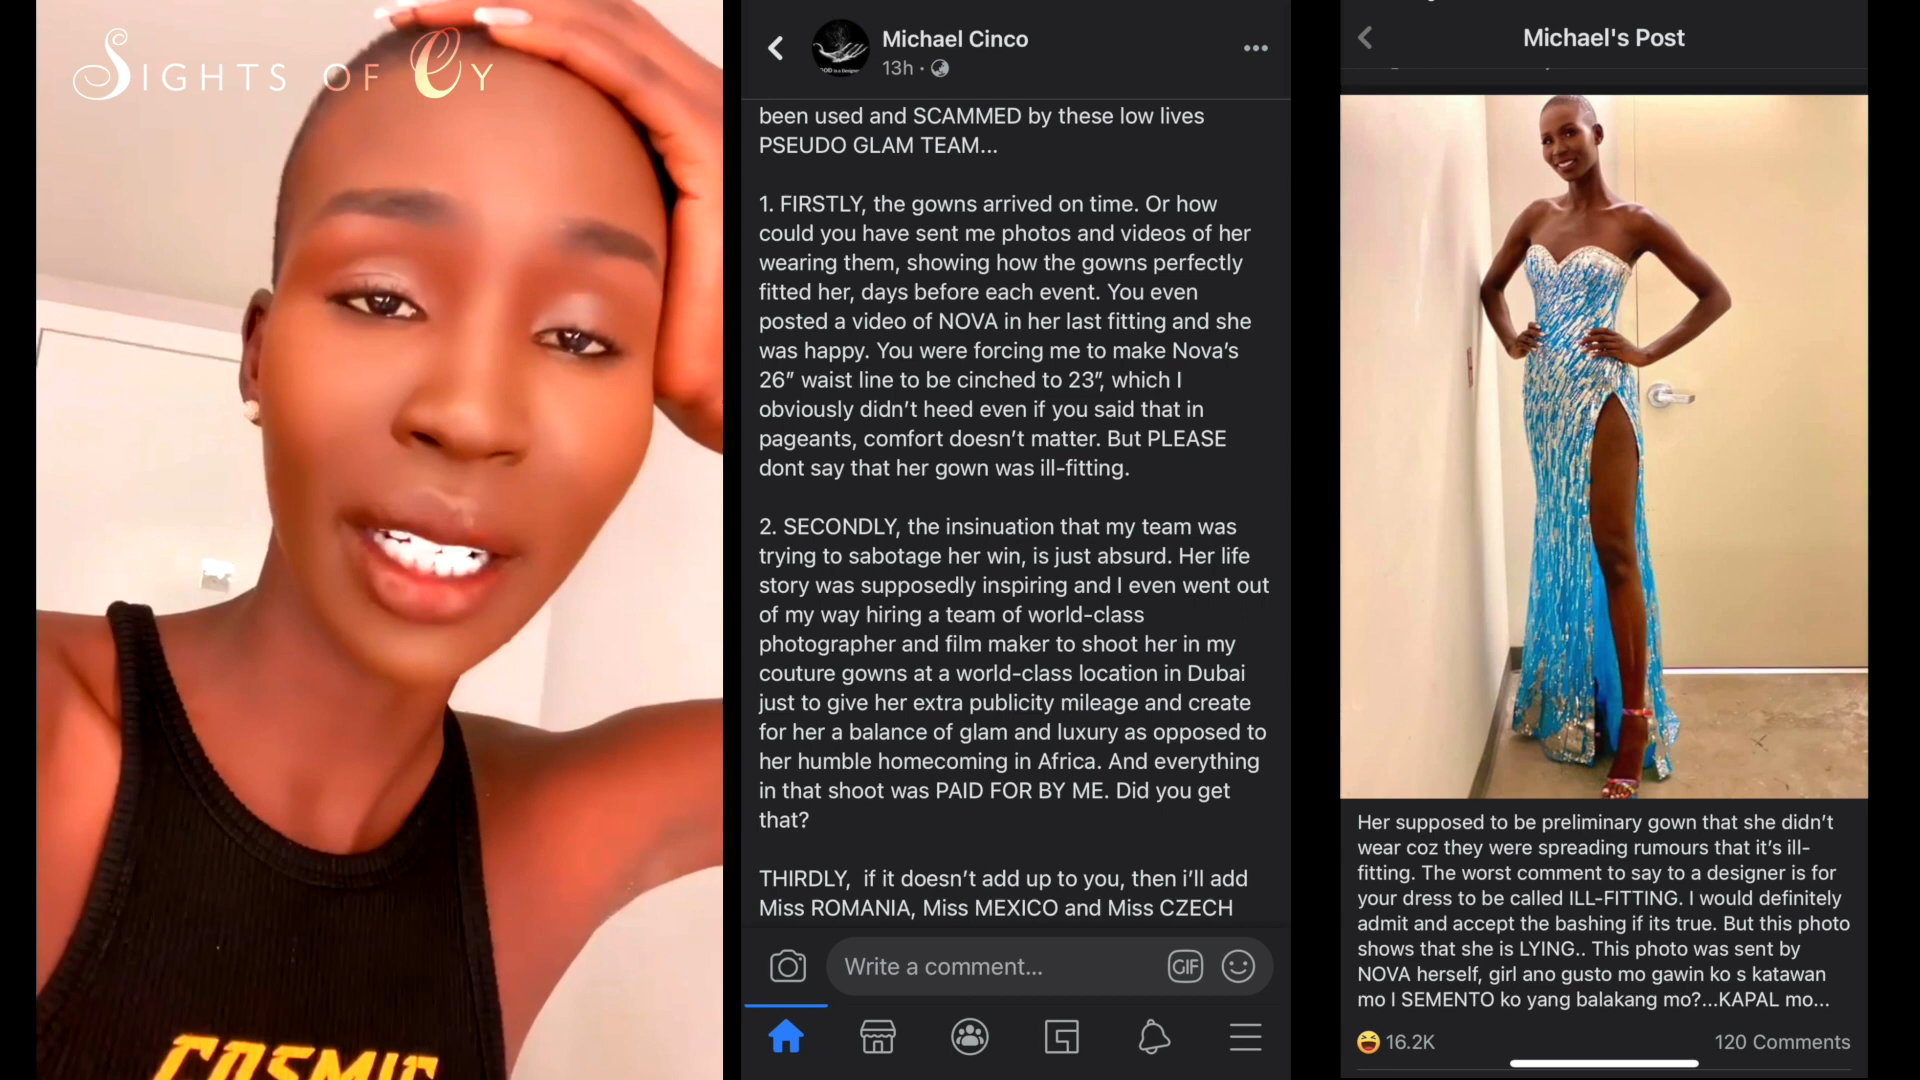 SIGHTS OF CY
COSMIC
Michael Cinco
13h ·
been used and SCAMMED by these low lives
PSEUDO GLAM TEAM...
1. FIRSTLY, the gowns arrived on time. Or how
could you have sent me photos and videos of her
wearing them, showing how the gowns perfectly
fitted her, days before each event. You even
posted a video of NOVA in her last fitting and she
was happy. You were forcing me to make Nova's
26” waist line to be cinched to 23”, which I
obviously didn't heed even if you said that in
pageants, comfort doesn't matter. But PLEASE
dont say that her gown was ill-fitting.
2. SECONDLY, the insinuation that my team was
trying to sabotage her win, is just absurd. Her life
story was supposedly inspiring and I even went out
of my way hiring a team of world-class
photographer and film maker to shoot her in my
couture gowns at a world-class location in Dubai
just to give her extra publicity mileage and create
for her a balance of glam and luxury as opposed to
her humble homecoming in Africa. And everything
in that shoot was PAID FOR BY ME. Did you get
that?
THIRDLY, if it doesn't add up to you, then i'll add
Miss ROMANIA, Miss MEXICO and Miss CZECH
Write a comment...
GIF
Michael's Post
Her supposed to be preliminary gown that she didn't
wear coz they were spreading rumours that it's ill-
fitting. The worst comment to say to a designer is for
your dress to be called ILL-FITTING. I would definitely
admit and accept the bashing if its true. But this photo
shows that she is LYING.. This photo was sent by
NOVA herself, girl ano gusto mo gawin ko s katawan
mo I SEMENTO ko yang balakang mo?...KAPAL mo...
16.2K
120 Comments